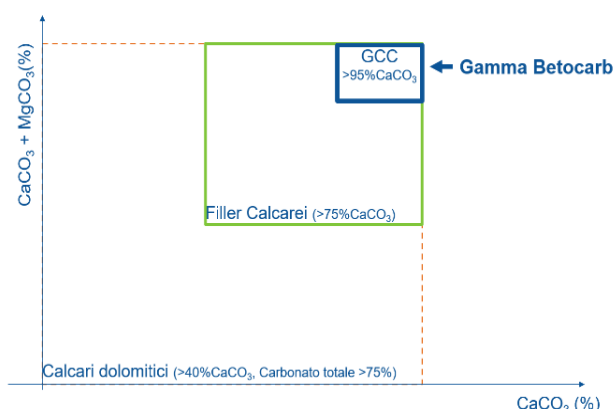 CaCO₃ + MgCO₃(%)
GCC
>95%CaCO₃
Gamma Betocarb
Filler Calcarei (>75%CaCO₃)
Calcari dolomitici (>40%CaCO₃, Carbonato totale >75%)
CaCO₃ (%)